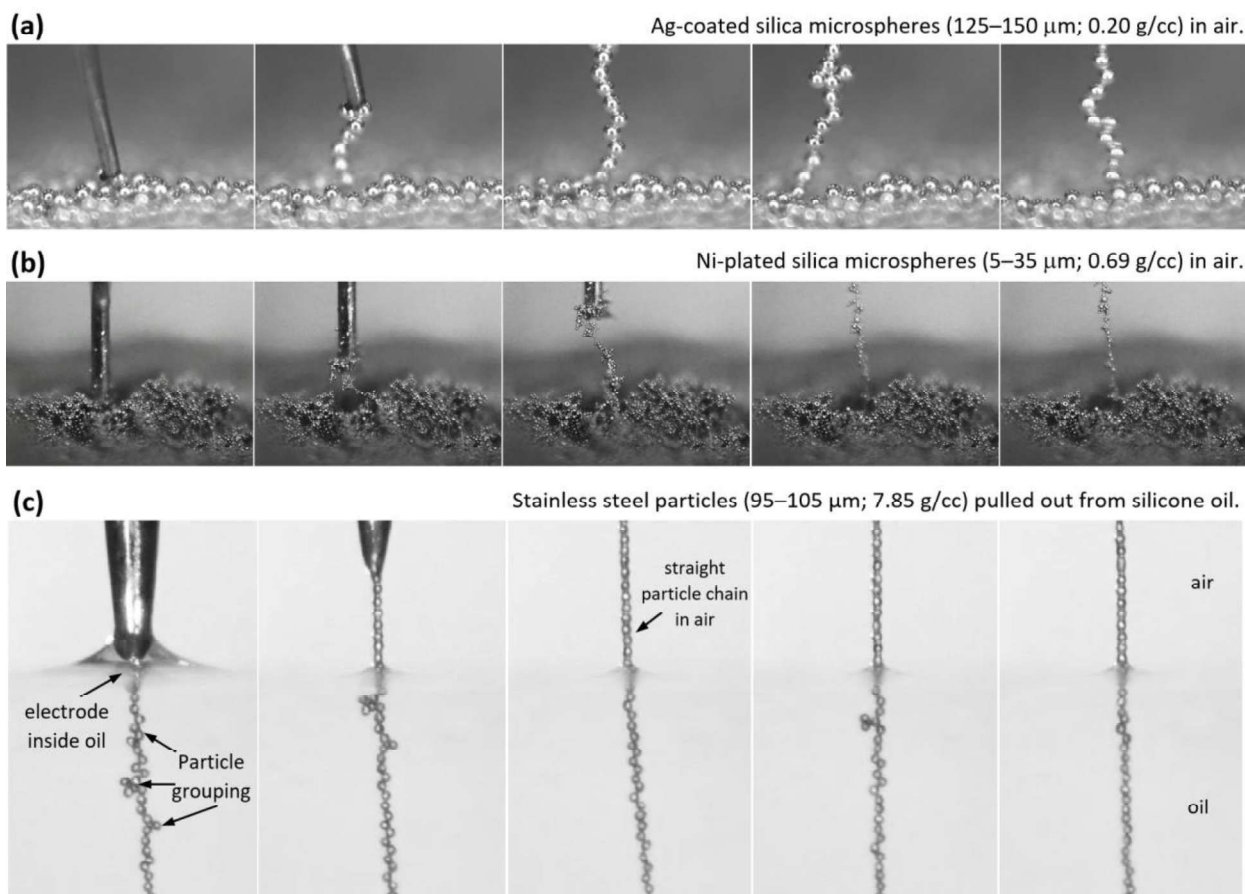 (a)
Ag-coated silica microspheres (125–150 μm; 0.20 g/cc) in air.
(b)
Ni-plated silica microspheres (5–35 μm; 0.69 g/cc) in air.
(c)
Stainless steel particles (95–105 μm; 7.85 g/cc) pulled out from silicone oil.
electrode
inside oil
Particle
grouping
straight
particle chain
in air
air
oil